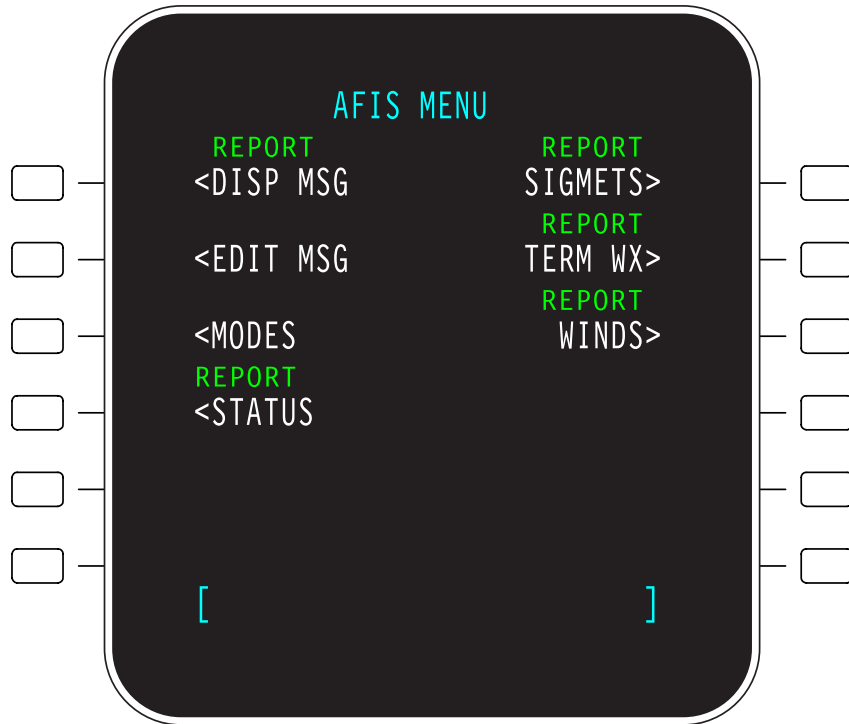 AFIS MENU
REPORT REPORT
<DISP MSG SIGMETS>
REPORT
<EDIT MSG TERM WX>
REPORT
<MODES WINDS>
REPORT
<STATUS
[ ]